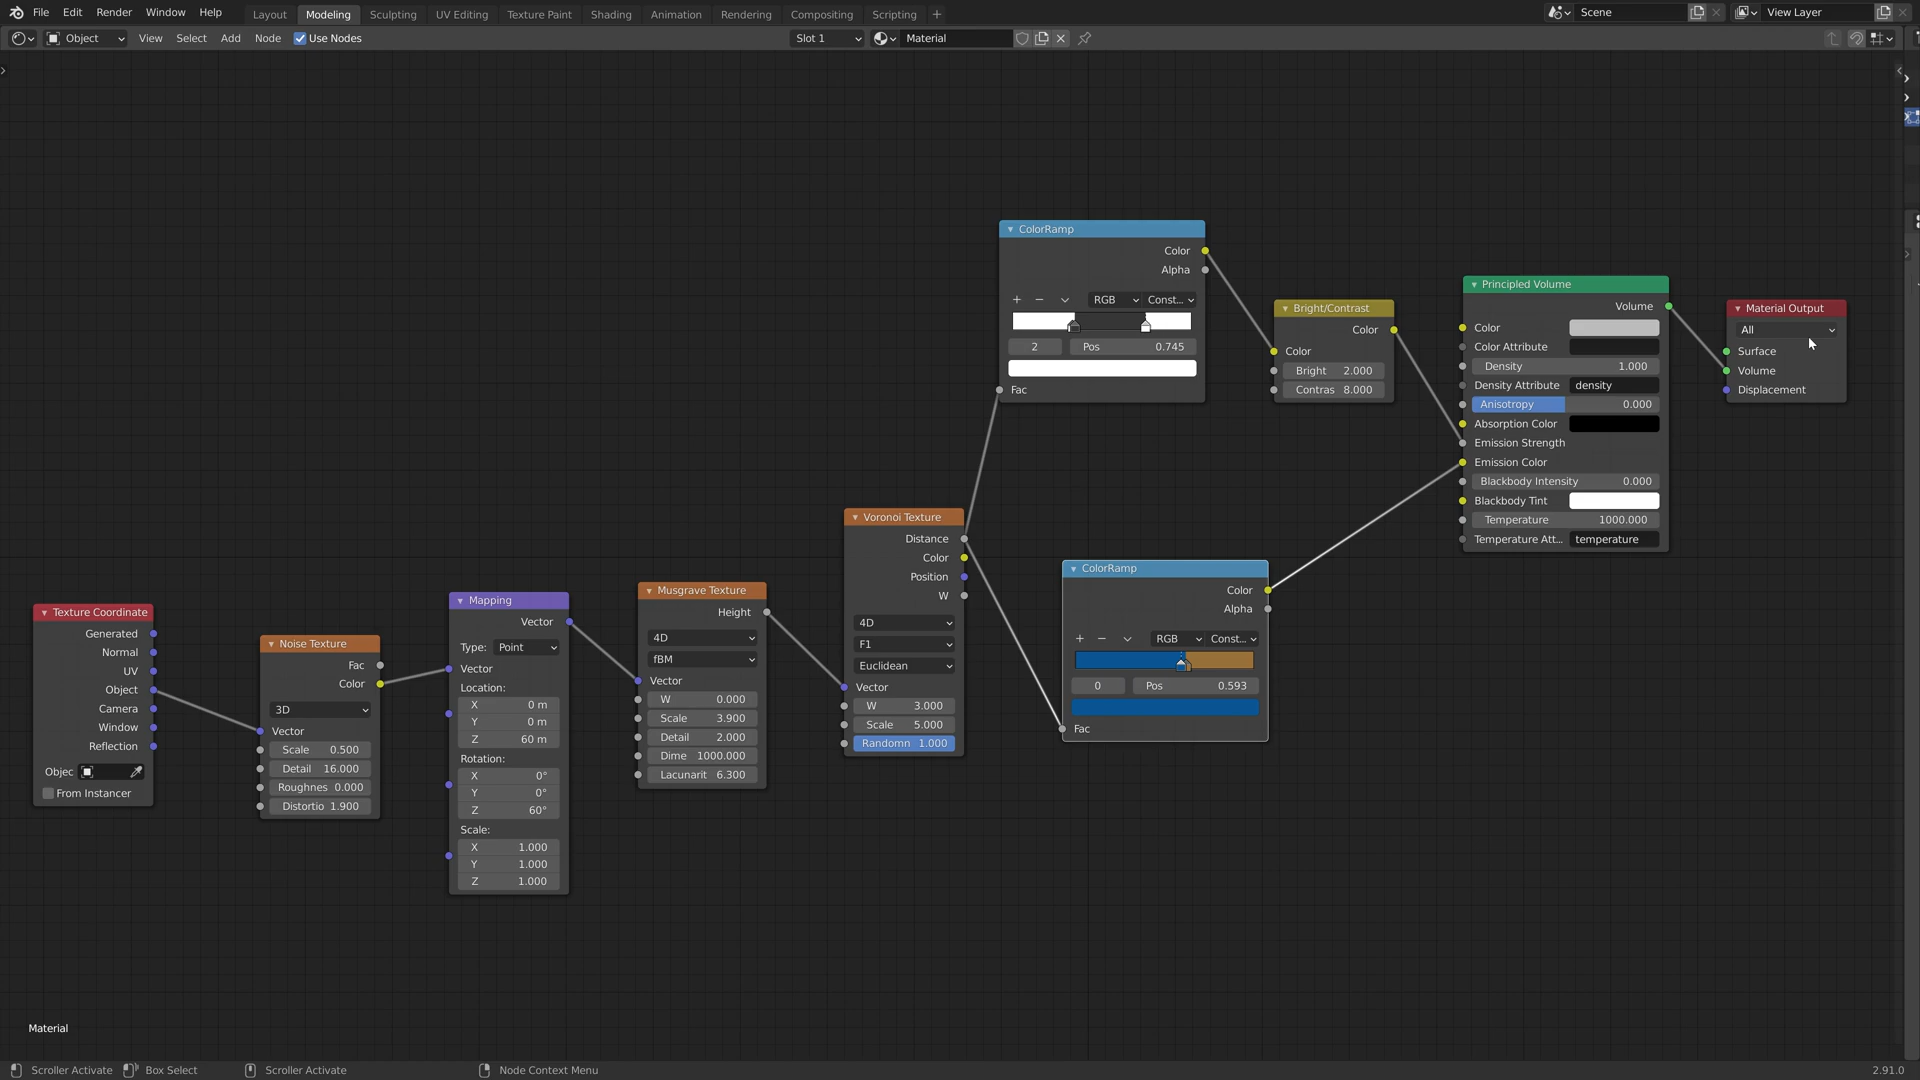 File Edit Render Window Help Layout Modeling Sculpting UV Editing Texture Paint Shading Animation Rendering Compositing Scripting + Scene View Layer
Object View Select Add Node Use Nodes Slot 1 Material
ColorRamp
Color
Alpha
+ − RGB Const...
2 Pos 0.745
Fac
Bright/Contrast
Color
Color
Bright 2.000
Contras 8.000
Principled Volume
Volume
Color
Color Attribute
Density 1.000
Density Attribute density
Anisotropy 0.000
Absorption Color
Emission Strength
Emission Color
Blackbody Intensity 0.000
Blackbody Tint
Temperature 1000.000
Temperature Att... temperature
Material Output
All
Surface
Volume
Displacement
Voronoi Texture
Distance
Color
Position
W
4D
F1
Euclidean
Vector
W 3.000
Scale 5.000
Randomn 1.000
ColorRamp
Color
Alpha
+ − RGB Const...
0 Pos 0.593
Fac
Texture Coordinate
Generated
Normal
UV
Object
Camera
Window
Reflection
Objec
From Instancer
Noise Texture
Fac
Color
3D
Vector
Scale 0.500
Detail 16.000
Roughnes 0.000
Distortio 1.900
Mapping
Vector
Type: Point
Vector
Location:
X 0 m
Y 0 m
Z 60 m
Rotation:
X 0°
Y 0°
Z 60°
Scale:
X 1.000
Y 1.000
Z 1.000
Musgrave Texture
Height
4D
fBM
Vector
W 0.000
Scale 3.900
Detail 2.000
Dime 1000.000
Lacunarit 6.300
Material
Scroller Activate Box Select Scroller Activate Node Context Menu 2.91.0